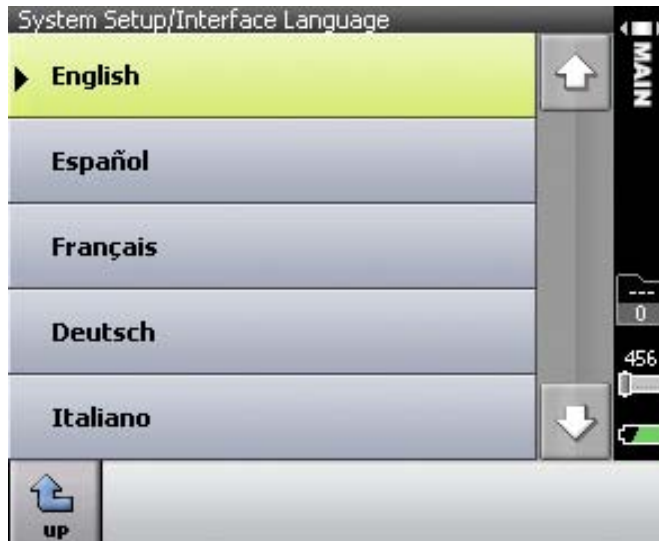 System Setup/Interface Language
English
Español
Français
Deutsch
Italiano
MAIN
---
0
456
UP